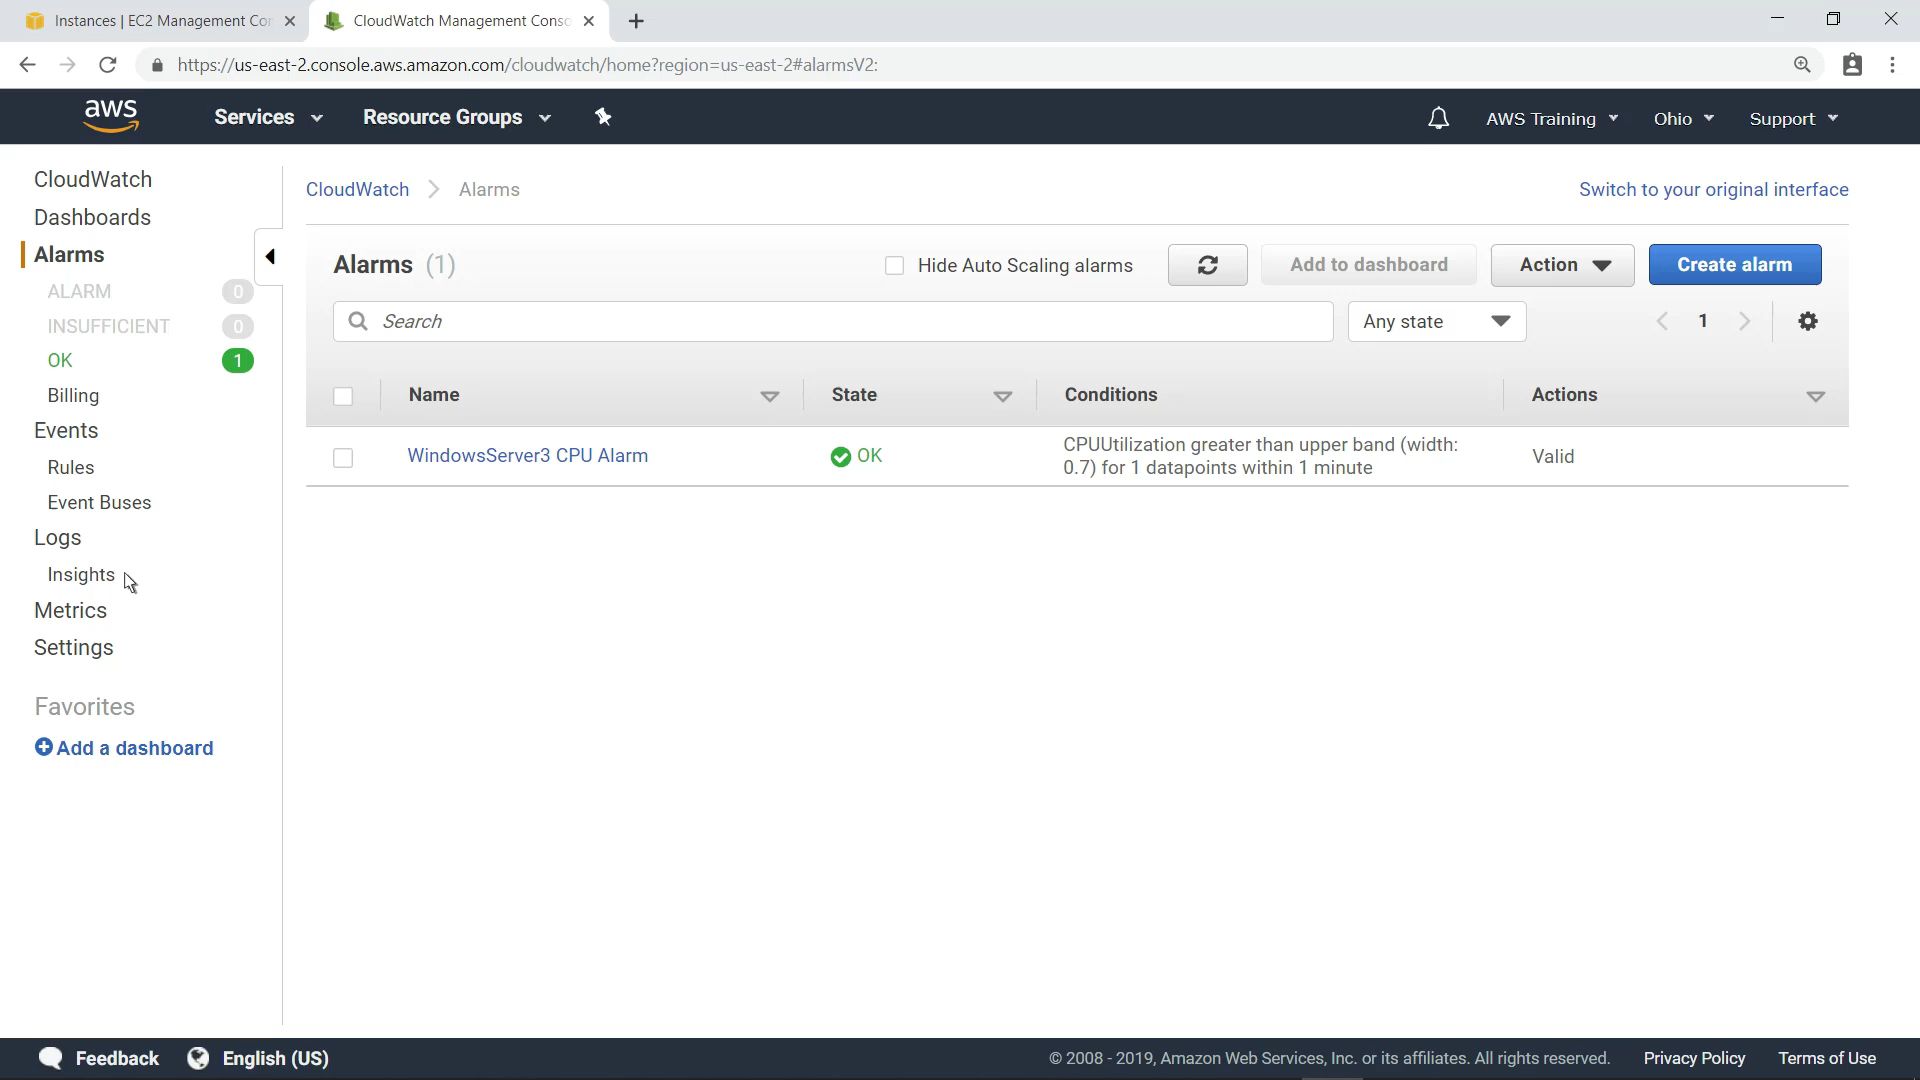 Instances | EC2 Management Con
CloudWatch Management Conso
https://us-east-2.console.aws.amazon.com/cloudwatch/home?region=us-east-2#alarmsV2:
aws
Services
Resource Groups
AWS Training
Ohio
Support
CloudWatch
Dashboards
Alarms
ALARM 0
INSUFFICIENT 0
OK 1
Billing
Events
Rules
Event Buses
Logs
Insights
Metrics
Settings
Favorites
Add a dashboard
CloudWatch Alarms
Switch to your original interface
Alarms (1)
Hide Auto Scaling alarms
Add to dashboard
Action
Create alarm
Search
Any state
1
Name State Conditions Actions
WindowsServer3 CPU Alarm
OK
CPUUtilization greater than upper band (width:
0.7) for 1 datapoints within 1 minute
Valid
Feedback
English (US)
© 2008 - 2019, Amazon Web Services, Inc. or its affiliates. All rights reserved.
Privacy Policy
Terms of Use